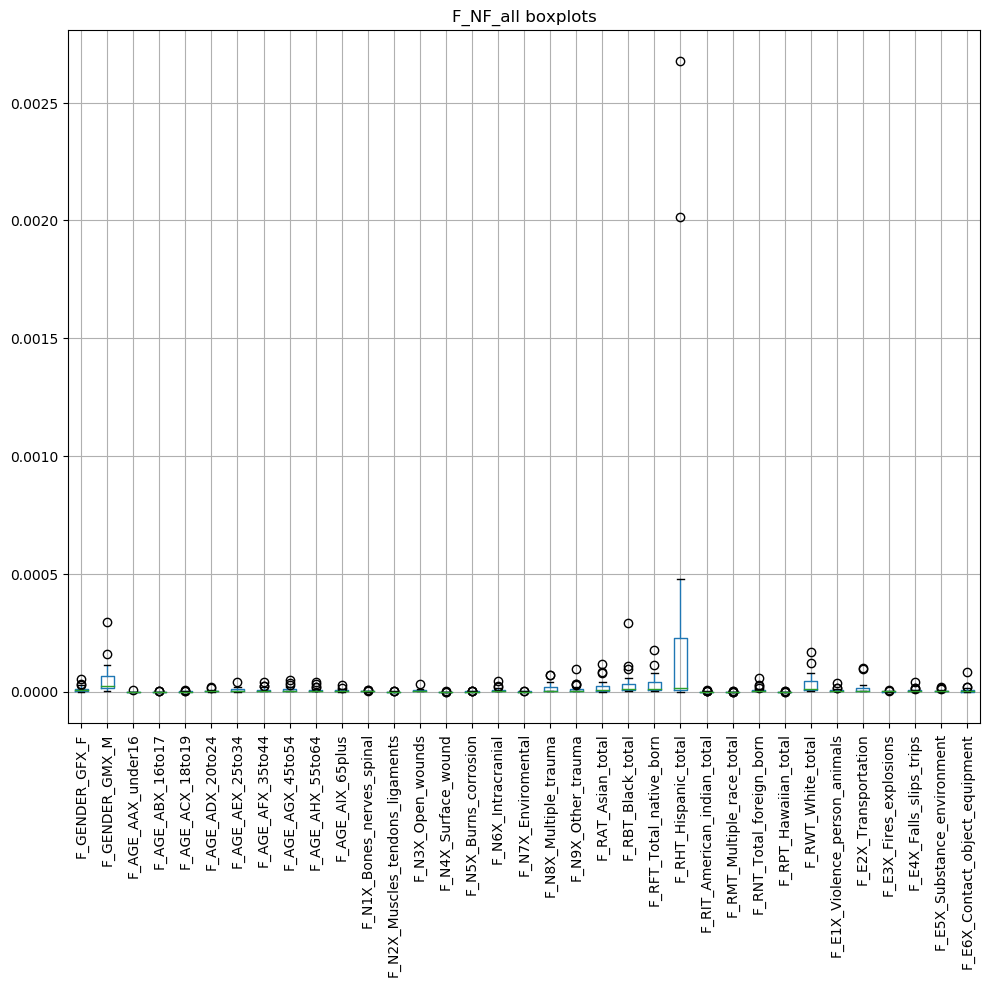 F_NF_all boxplots
0.0025
0.0020
0.0015
0.0010
0.0005
0.0000
F_GENDER_GFX_F
F_GENDER_GMX_M
F_AGE_AAX_under16
F_AGE_ABX_16to17
F_AGE_ACX_18to19
F_AGE_ADX_20to24
F_AGE_AEX_25to34
F_AGE_AFX_35to44
F_AGE_AGX_45to54
F_AGE_AHX_55to64
F_AGE_AIX_65plus
F_N1X_Bones_nerves_spinal
F_N2X_Muscles_tendons_ligaments
F_N3X_Open_wounds
F_N4X_Surface_wound
F_N5X_Burns_corrosion
F_N6X_Intracranial
F_N7X_Enviromental
F_N8X_Multiple_trauma
F_N9X_Other_trauma
F_RAT_Asian_total
F_RBT_Black_total
F_RFT_Total_native_born
F_RHT_Hispanic_total
F_RIT_American_indian_total
F_RMT_Multiple_race_total
F_RNT_Total_foreign_born
F_RPT_Hawaiian_total
F_RWT_White_total
F_E1X_Violence_person_animals
F_E2X_Transportation
F_E3X_Fires_explosions
F_E4X_Falls_slips_trips
F_E5X_Substance_environment
F_E6X_Contact_object_equipment